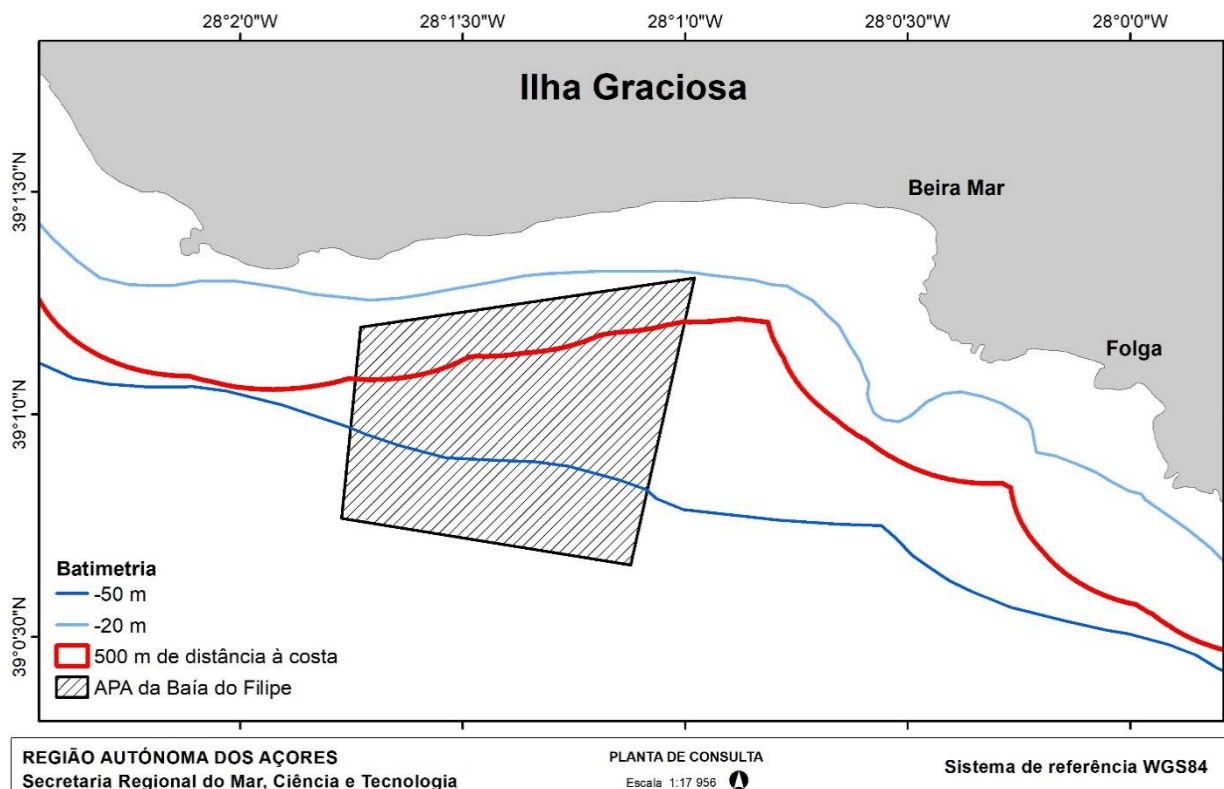 28°2'0"W 28°1'30"W 28°1'0"W 28°0'30"W 28°0'0"W
Ilha Graciosa
39°1'30"N
Beira Mar
Folga
39°1'0"N
39°0'30"N
Batimetria
-50 m
-20 m
500 m de distância à costa
APA da Baía do Filipe
REGIÃO AUTÓNOMA DOS AÇORES
Secretaria Regional do Mar, Ciência e Tecnologia
PLANTA DE CONSULTA
Escala 1:17 956
Sistema de referência WGS84